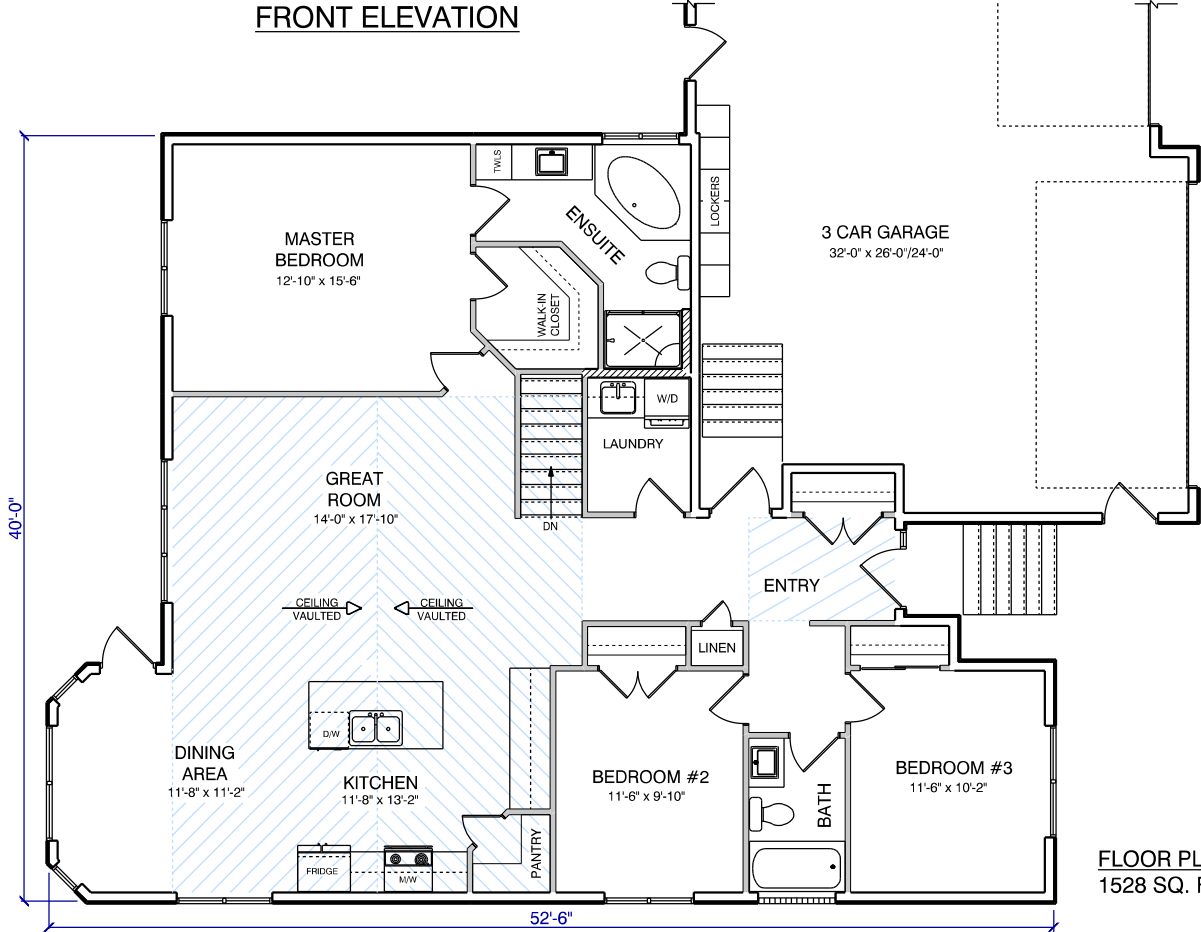 FRONT ELEVATION
TWLS
ENSUITE
LOCKERS
MASTER
BEDROOM
12'-10" x 15'-6"
3 CAR GARAGE
32'-0" x 26'-0"/24'-0"
WALK-IN
CLOSET
W/D
LAUNDRY
GREAT
ROOM
14'-0" x 17'-10"
DN
40'-0"
ENTRY
CEILING
VAULTED
CEILING
VAULTED
LINEN
D/W
DINING
AREA
11'-8" x 11'-2"
KITCHEN
11'-8" x 13'-2"
BEDROOM #2
11'-6" x 9'-10"
BEDROOM #3
11'-6" x 10'-2"
BATH
PANTRY
FRIDGE
M/W
FLOOR PL
1528 SQ. F
52'-6"